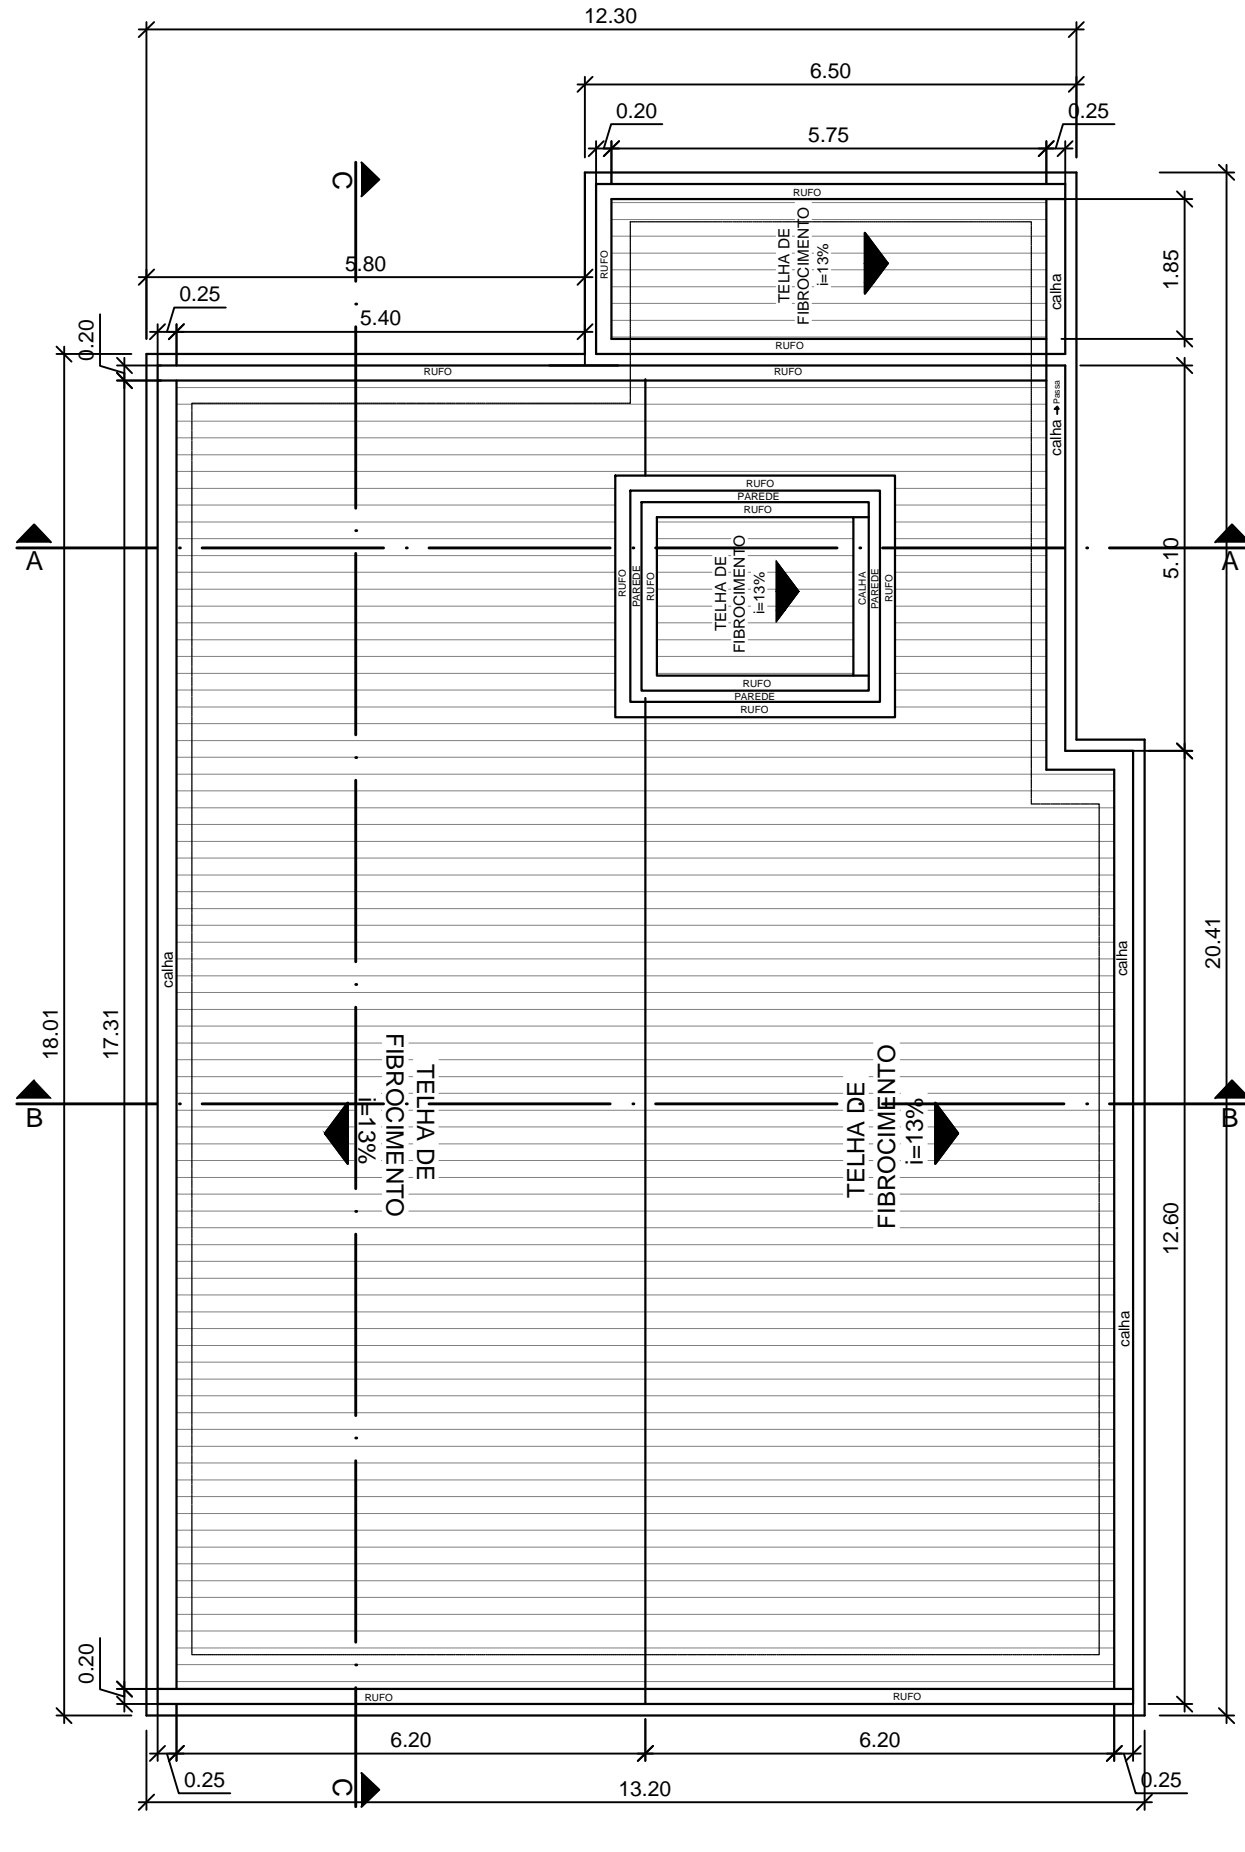 12.30
6.50
0.20
0.25
5.75
C
RUFO
TELHA DE
FIBROCIMENTO
i=13%
RUFO
calha
1.85
5.80
0.25
5.40
0.20
RUFO
RUFO
RUFO
calha
Passa
RUFO
PAREDE
RUFO
A
A
5.10
RUFO
PAREDE
RUFO
TELHA DE
FIBROCIMENTO
i=13%
CALHA
PAREDE
RUFO
RUFO
PAREDE
RUFO
calha
calha
20.41
18.01
17.31
B
B
TELHA DE
FIBROCIMENTO
i=13%
TELHA DE
FIBROCIMENTO
i=13%
12.60
calha
0.20
RUFO
RUFO
6.20
6.20
0.25
C
13.20
0.25